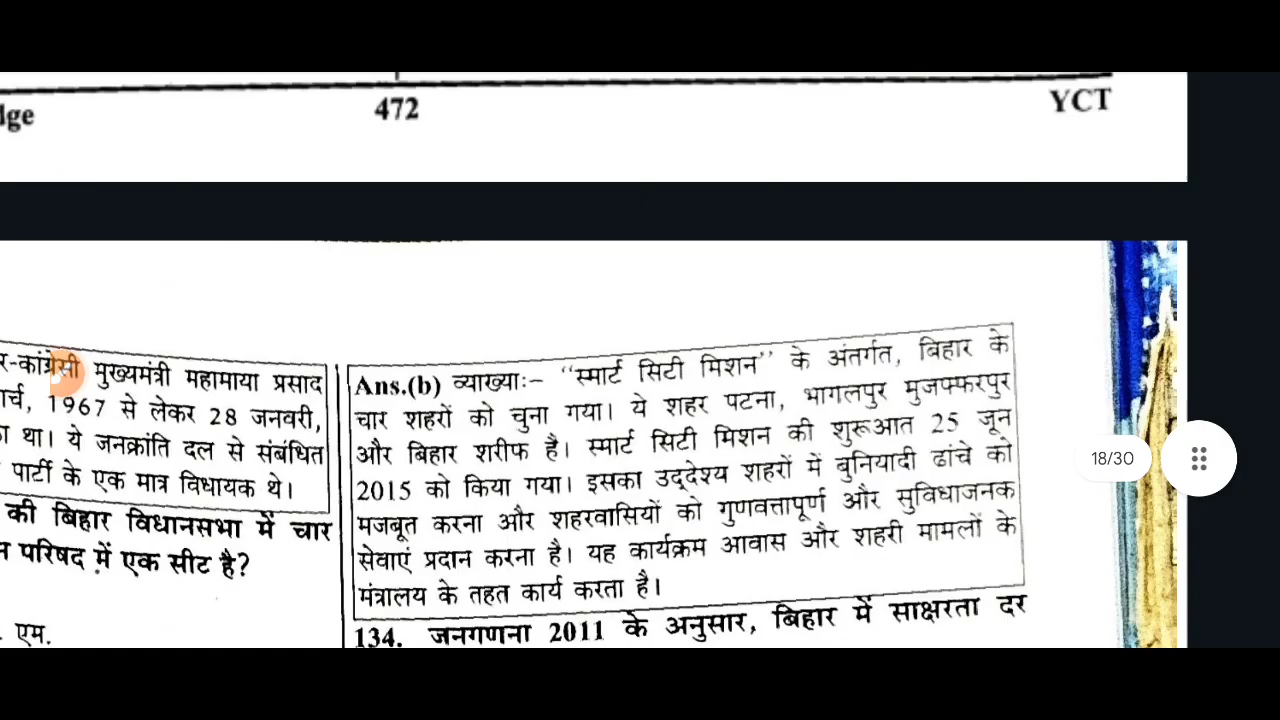 dge
472
YCT
र-कांग्रेसी मुख्यमंत्री महामाया प्रसाद
मार्च, 1967 से लेकर 28 जनवरी,
ा था। ये जनक्रांति दल से संबंधित
पार्टी के एक मात्र विधायक थे।
की बिहार विधानसभा में चार
न परिषद में एक सीट है?
. एम.
Ans.(b) व्याख्या:– “स्मार्ट सिटी मिशन” के अंतर्गत, बिहार के
चार शहरों को चुना गया। ये शहर पटना, भागलपुर मुजफ्फरपुर
और बिहार शरीफ है। स्मार्ट सिटी मिशन की शुरूआत 25 जून
2015 को किया गया। इसका उद्देश्य शहरों में बुनियादी ढांचे को
मजबूत करना और शहरवासियों को गुणवत्तापूर्ण और सुविधाजनक
सेवाएं प्रदान करना है। यह कार्यक्रम आवास और शहरी मामलों के
मंत्रालय के तहत कार्य करता है।
134. जनगणना 2011 के अनुसार, बिहार में साक्षरता दर
18/30